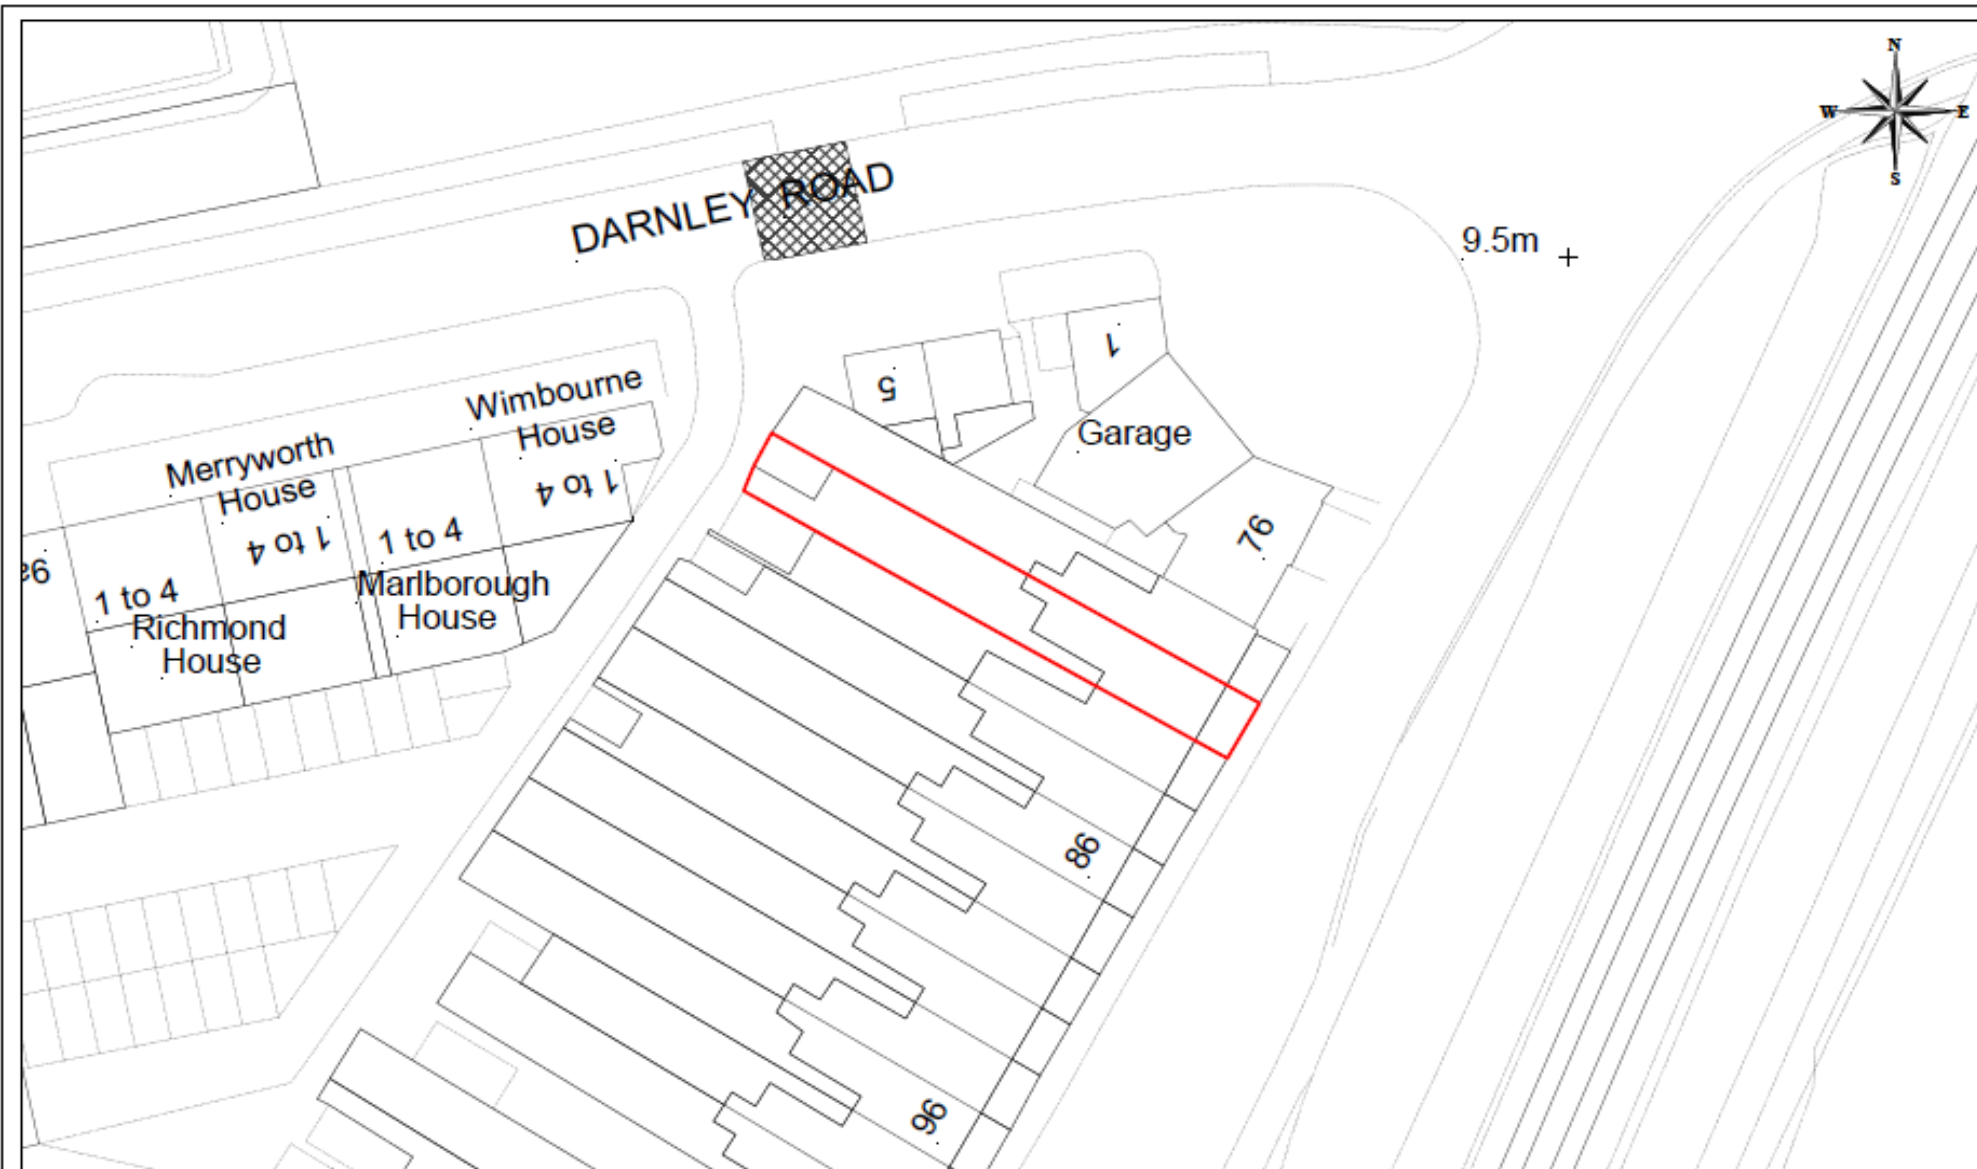 N
W E
S
DARNLEY ROAD
9.5m
1
5
Garage
Wimbourne
House
1 to 4
Merryworth
House
1 to 4
1 to 4
Marlborough
House
1 to 4
Richmond
House
76
86
96